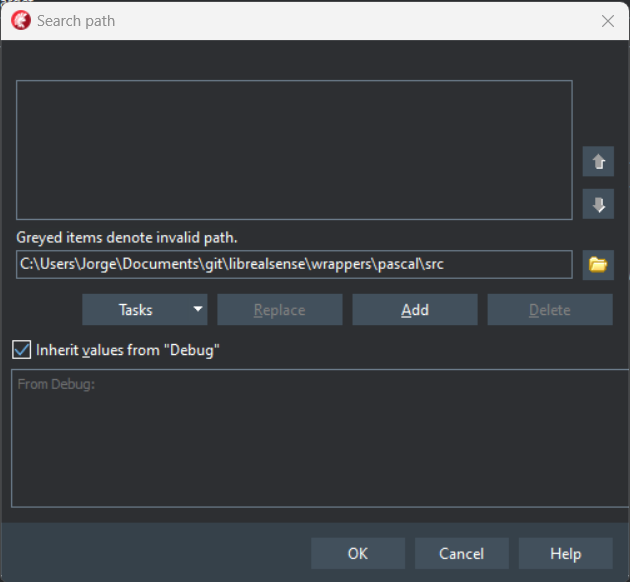 Search path
Greyed items denote invalid path.
C:\Users\Jorge\Documents\git\librealsense\wrappers\pascal\src
Tasks Replace Add Delete
Inherit values from "Debug"
From Debug:
OK Cancel Help